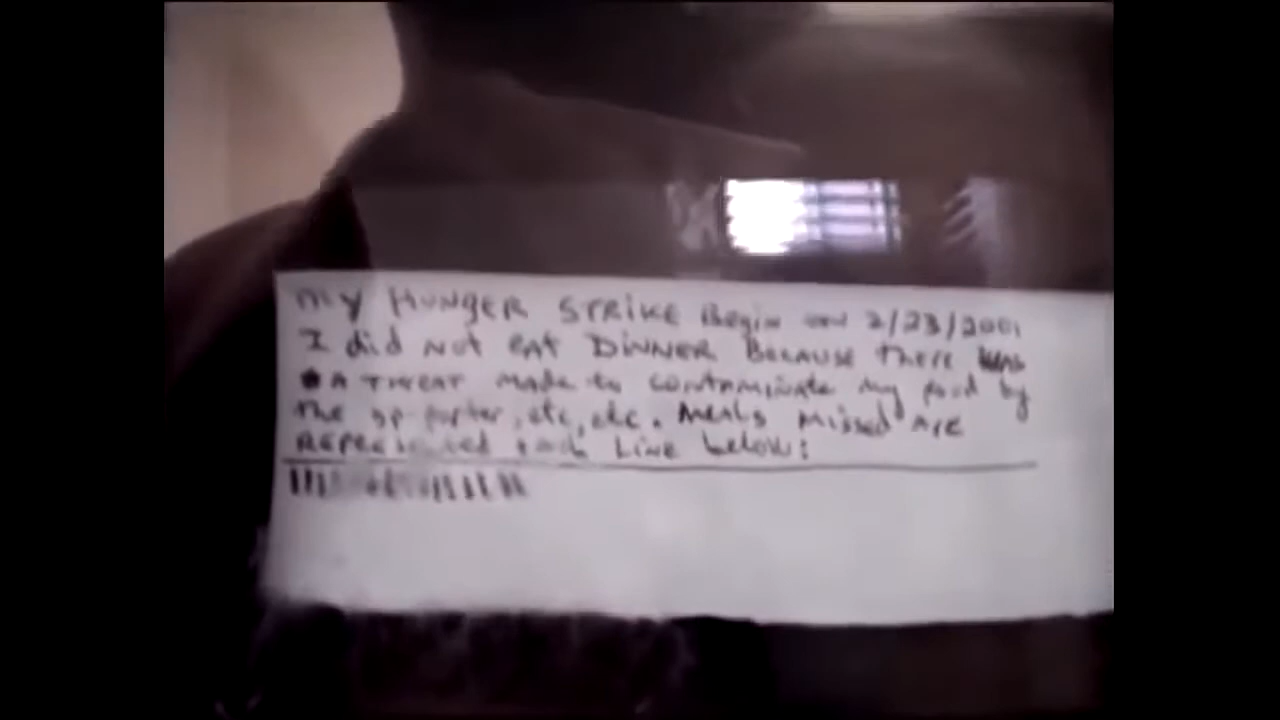 my HUNGER STRIKE Begin on 2/23/2001
I did NOT eat DINNER BECAUSE there was
A THREAT made to contaminate my food by
the porter, etc, etc. Meals missed are
Represented each Line below: